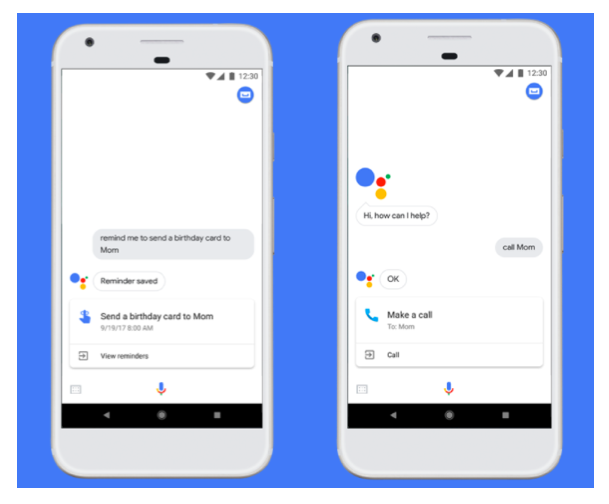 12:30
remind me to send a birthday card to
Mom
Reminder saved
Send a birthday card to Mom
9/19/17 8:00 AM
View reminders
12:30
Hi, how can I help?
call Mom
OK
Make a call
To: Mom
Call